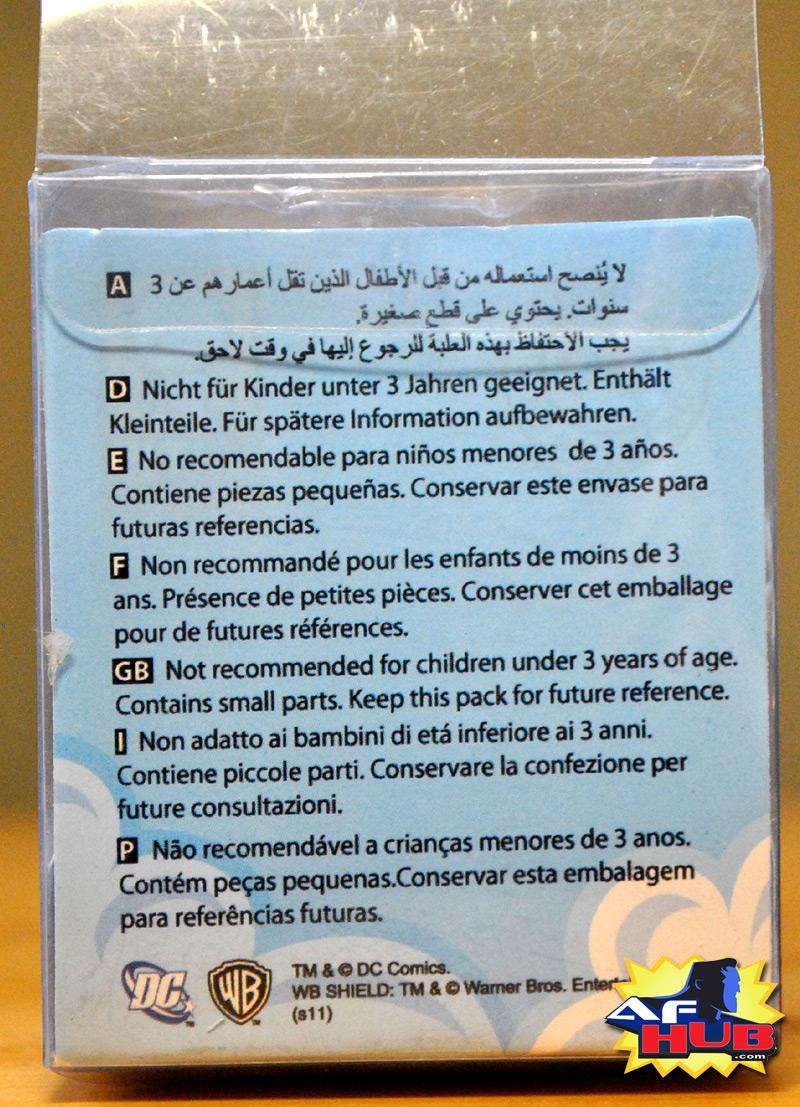 A لا يُنصح استعماله من قبل الأطفال الذين تقل أعمارهم عن 3
سنوات. يحتوي على قطع صغيرة.
يجب الأحتفاظ بهذه العلبة للرجوع إليها في وقت لاحق.
D Nicht für Kinder unter 3 Jahren geeignet. Enthält
Kleinteile. Für spätere Information aufbewahren.
E No recomendable para niños menores de 3 años.
Contiene piezas pequeñas. Conservar este envase para
futuras referencias.
F Non recommandé pour les enfants de moins de 3
ans. Présence de petites pièces. Conserver cet emballage
pour de futures références.
GB Not recommended for children under 3 years of age.
Contains small parts. Keep this pack for future reference.
I Non adatto ai bambini di etá inferiore ai 3 anni.
Contiene piccole parti. Conservare la confezione per
future consultazioni.
P Não recomendável a crianças menores de 3 anos.
Contém peças pequenas.Conservar esta embalagem
para referências futuras.
DC TM
WB TM
TM & © DC Comics.
WB SHIELD: TM & © Warner Bros.
(s11)
AF
HUB
.com